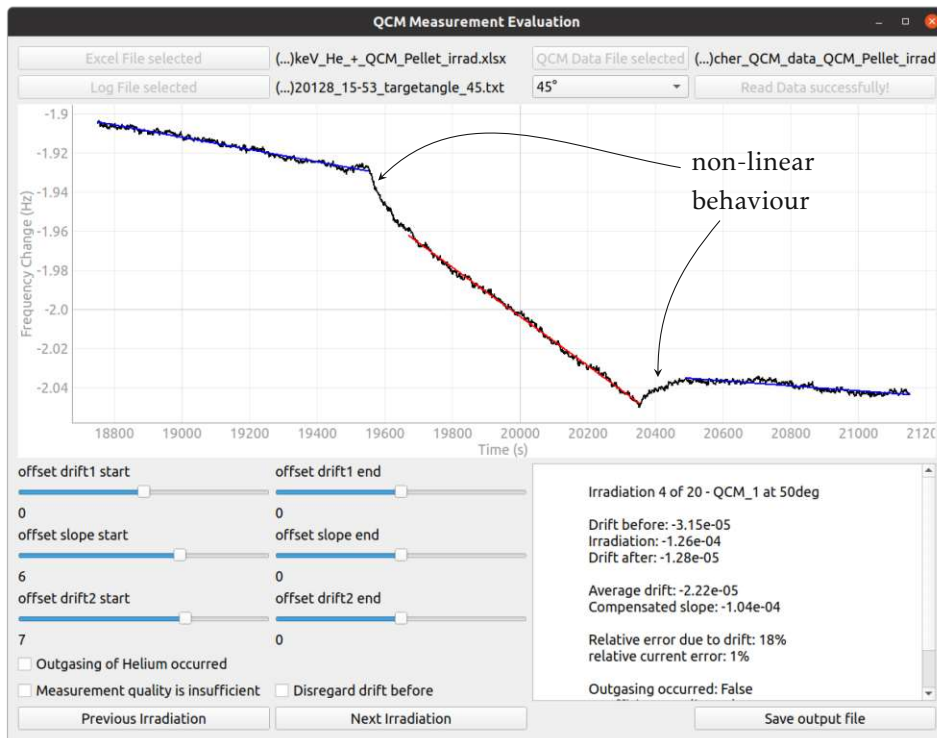 QCM Measurement Evaluation
Excel File selected (...)keV_He_+_QCM_Pellet_irrad.xlsx QCM Data File selected (...)cher_QCM_data_QCM_Pellet_irrad
Log File selected (...)20128_15-53_targetangle_45.txt 45° Read Data successfully!
-1.9
-1.92
-1.94
-1.96
-1.98
-2.0
-2.02
-2.04
Frequency Change (Hz)
non-linear
behaviour
18800 19000 19200 19400 19600 19800 20000 20200 20400 20600 20800 21000 2120
Time (s)
offset drift1 start offset drift1 end
0 0
offset slope start offset slope end
6 0
offset drift2 start offset drift2 end
7 0
Outgasing of Helium occurred
Measurement quality is insufficient Disregard drift before
Irradiation 4 of 20 - QCM_1 at 50deg
Drift before: -3.15e-05
Irradiation: -1.26e-04
Drift after: -1.28e-05
Average drift: -2.22e-05
Compensated slope: -1.04e-04
Relative error due to drift: 18%
relative current error: 1%
Outgasing occurred: False
Previous Irradiation Next Irradiation Save output file